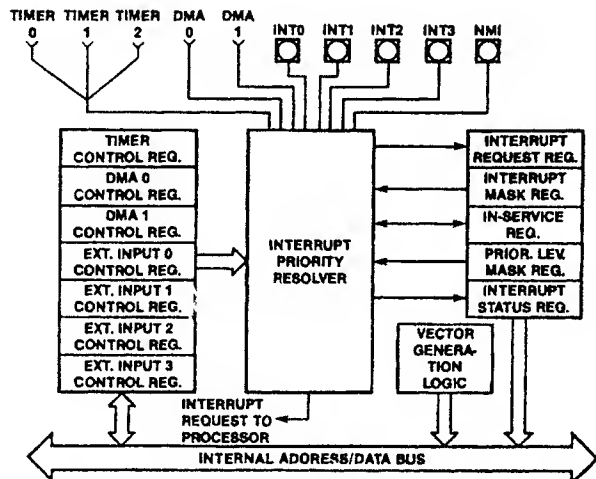 TIMER TIMER TIMER DMA DMA
0 1 2 0 1
INT0 INT1 INT2 INT3 NMI
TIMER
CONTROL REG.
DMA 0
CONTROL REG.
DMA 1
CONTROL REG.
EXT. INPUT 0
CONTROL REG.
EXT. INPUT 1
CONTROL REG.
EXT. INPUT 2
CONTROL REG.
EXT. INPUT 3
CONTROL REG.
INTERRUPT
PRIORITY
RESOLVER
INTERRUPT
REQUEST REG.
INTERRUPT
MASK REG.
IN-SERVICE
REG.
PRIOR. LEV.
MASK REG.
INTERRUPT
STATUS REG.
VECTOR
GENERA-
TION
LOGIC
INTERRUPT
REQUEST TO
PROCESSOR
INTERNAL ADDRESS/DATA BUS